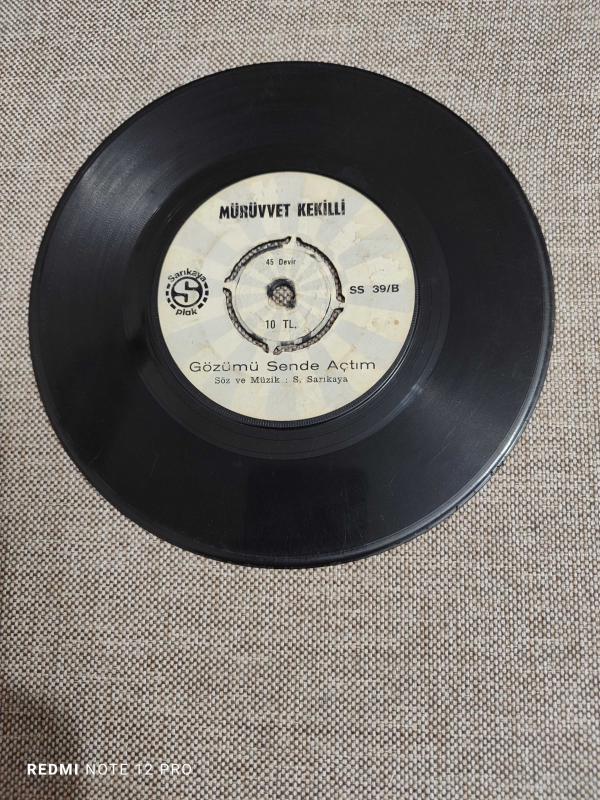 MÜRÜVVET KEKİLLİ
45 Devir
Sarıkaya
S
plak
SS 39/B
10 TL.
Gözümü Sende Açtım
Söz ve Müzik : S. Sarıkaya
REDMI NOTE 12 PRO